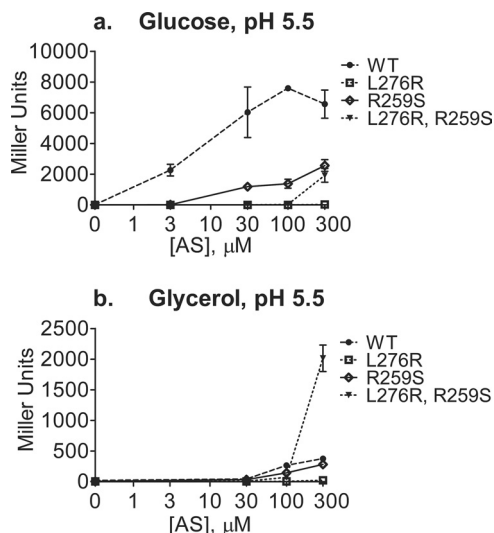 a. Glucose, pH 5.5
10000
8000
6000
4000
2000
0
Miller Units
0 1 3 10 30 100 300
[AS], μM
WT
L276R
R259S
L276R, R259S
b. Glycerol, pH 5.5
2500
2000
1500
1000
500
0
Miller Units
0 1 3 10 30 100 300
[AS], μM
WT
L276R
R259S
L276R, R259S